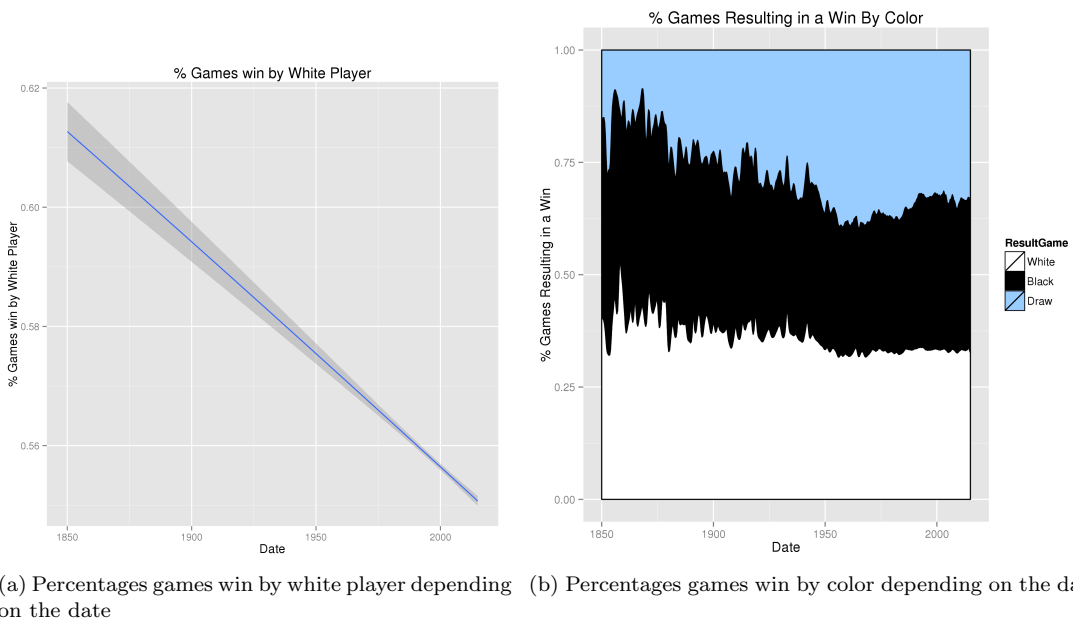 % Games win by White Player
0.62
0.60
0.58
0.56
% Games win by White Player
1850 1900 1950 2000
Date
(a) Percentages games win by white player depending
on the date
% Games Resulting in a Win By Color
1.00
0.75
0.50
0.25
0.00
% Games Resulting in a Win
1850 1900 1950 2000
Date
ResultGame
White
Black
Draw
(b) Percentages games win by color depending on the da